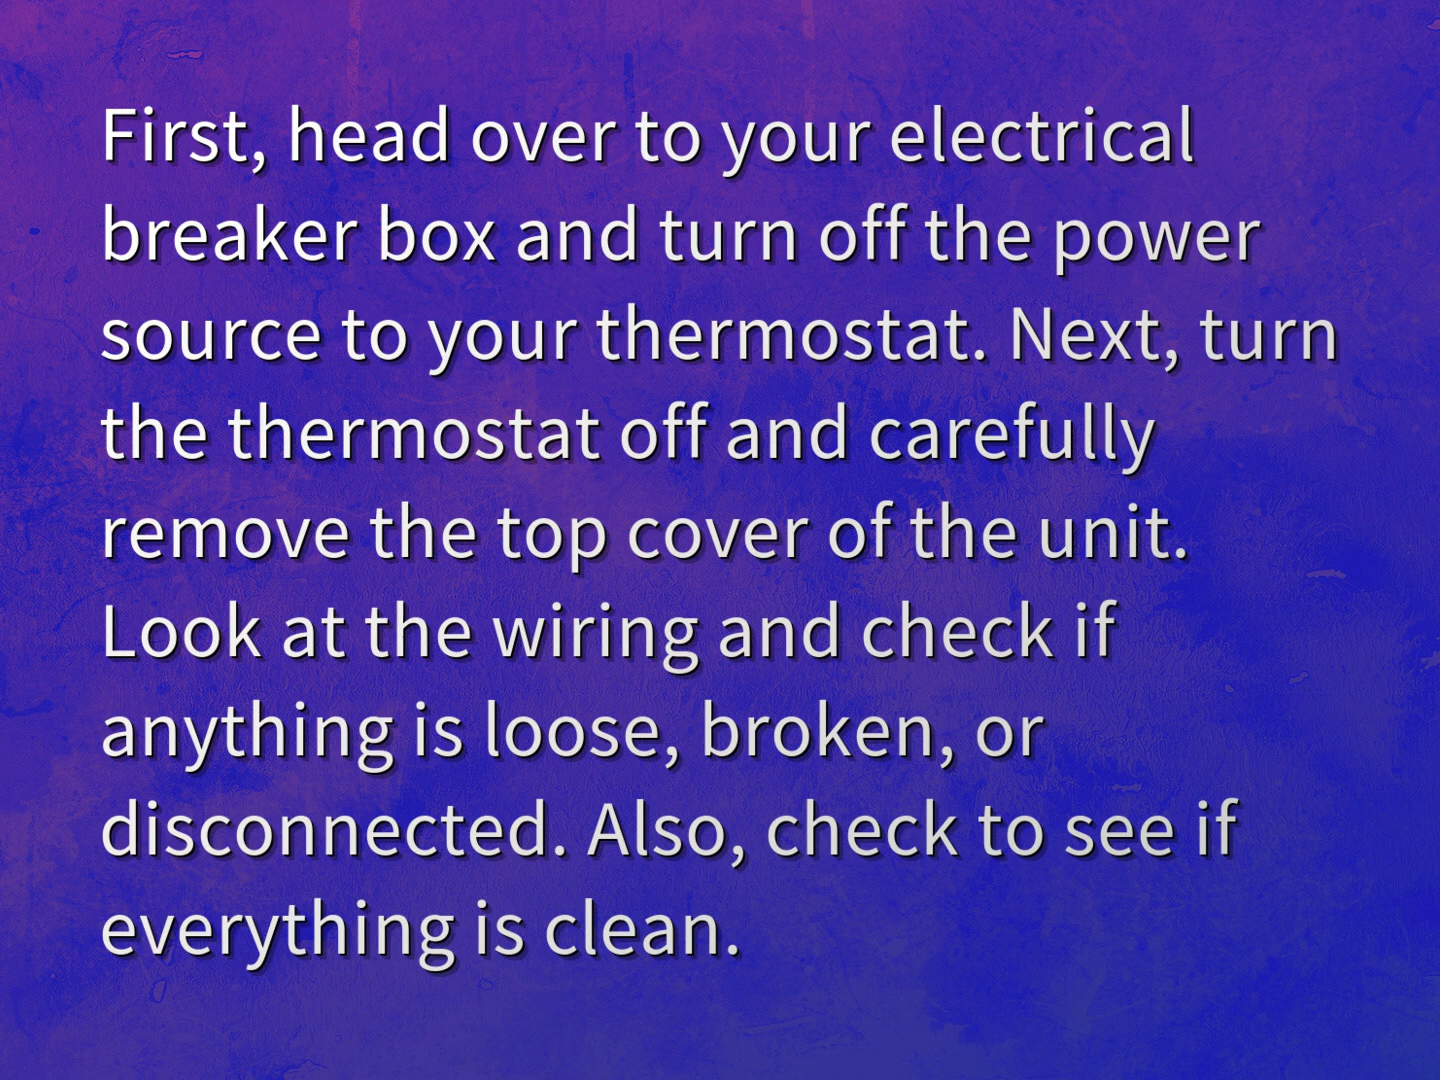 First, head over to your electrical
breaker box and turn off the power
source to your thermostat. Next, turn
the thermostat off and carefully
remove the top cover of the unit.
Look at the wiring and check if
anything is loose, broken, or
disconnected. Also, check to see if
everything is clean.